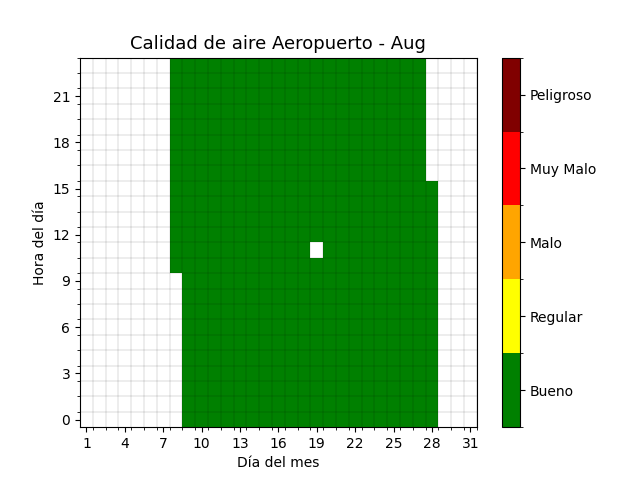 Calidad de aire Aeropuerto - Aug
Hora del día
21
18
15
12
9
6
3
0
1 4 7 10 13 16 19 22 25 28 31
Día del mes
Peligroso
Muy Malo
Malo
Regular
Bueno